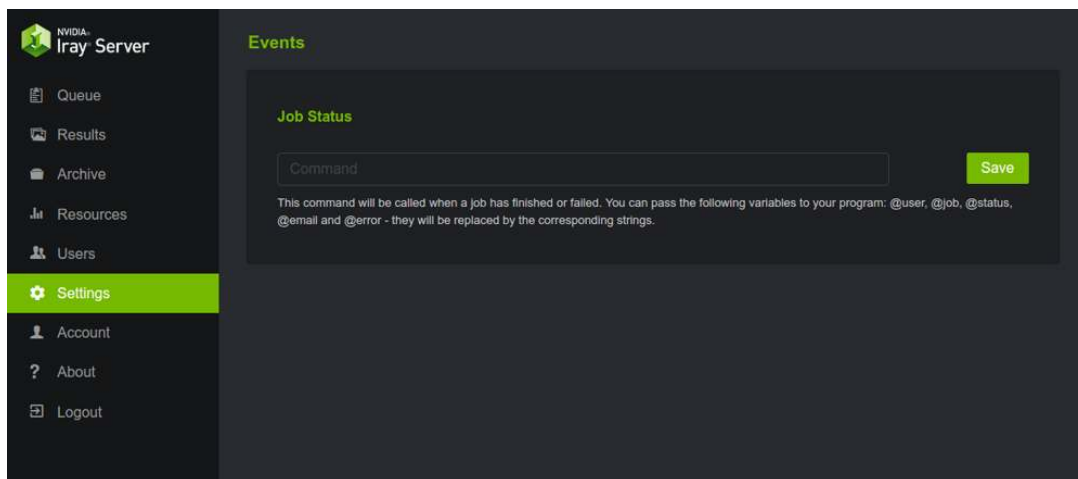 NVIDIA.
Iray Server
Events
Queue
Results
Archive
Resources
Users
Settings
Account
About
Logout
Job Status
Command
Save
This command will be called when a job has finished or failed. You can pass the following variables to your program: @user, @job, @status,
@email and @error - they will be replaced by the corresponding strings.